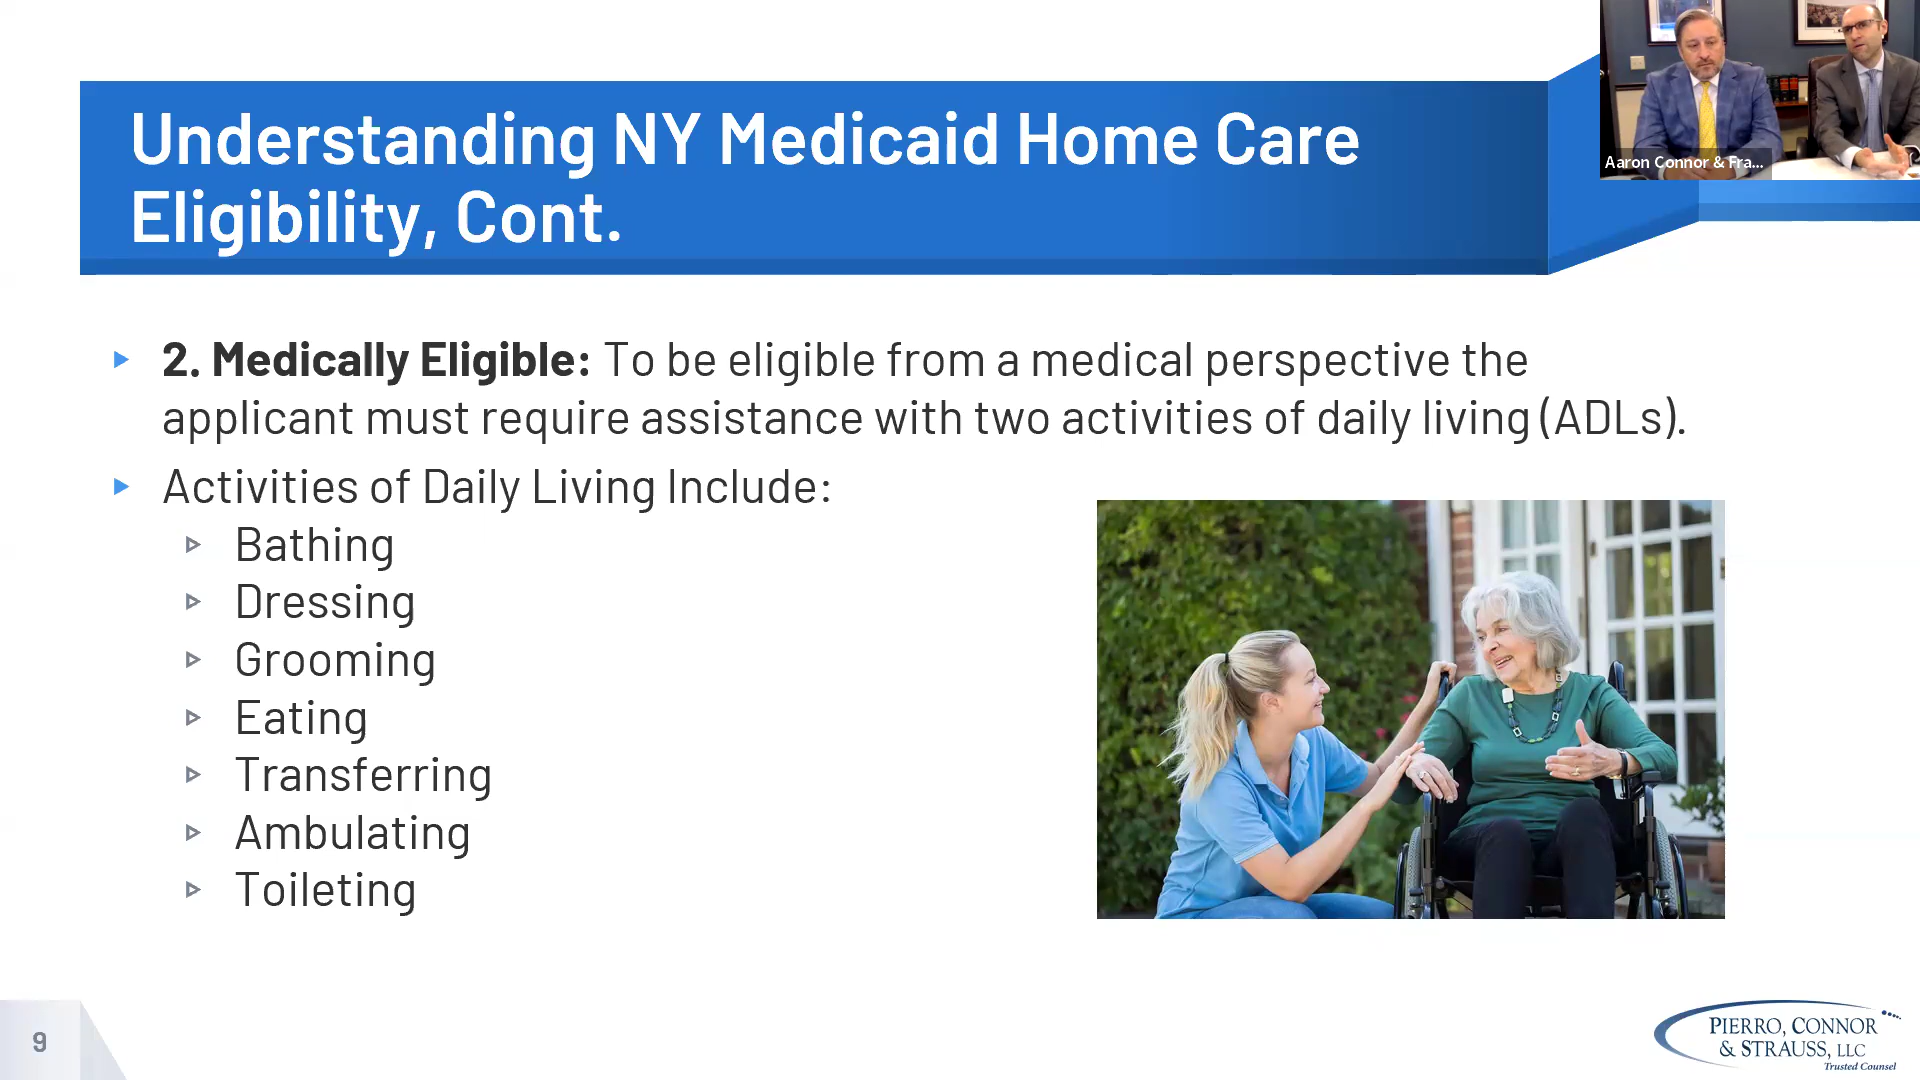 Understanding NY Medicaid Home Care
Eligibility, Cont.
Aaron Connor & Fra...
2. Medically Eligible: To be eligible from a medical perspective the
applicant must require assistance with two activities of daily living (ADLs).
Activities of Daily Living Include:
Bathing
Dressing
Grooming
Eating
Transferring
Ambulating
Toileting
9
PIERRO, CONNOR
& STRAUSS, LLC
Trusted Counsel